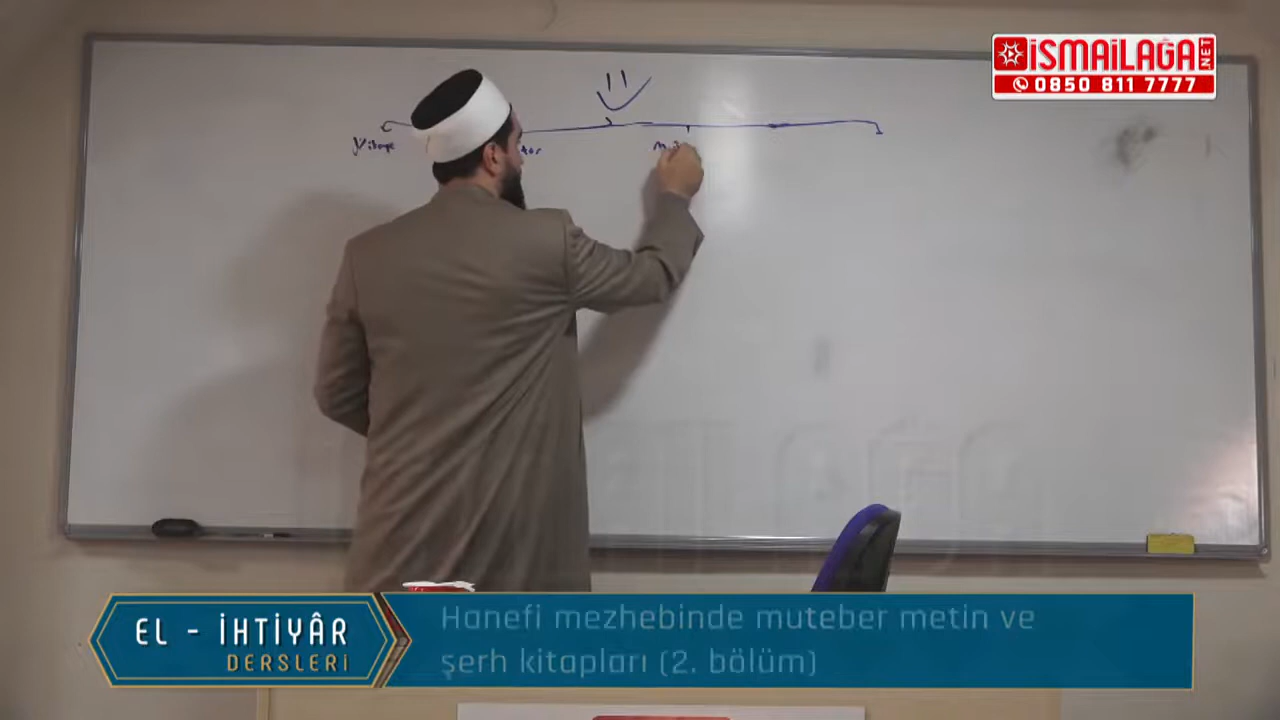 İSMAİLAĞA.NET
0850 811 7777
EL - İHTİYÂR
DERSLERİ
Hanefi mezhebinde muteber metin ve
şerh kitapları (2. bölüm)